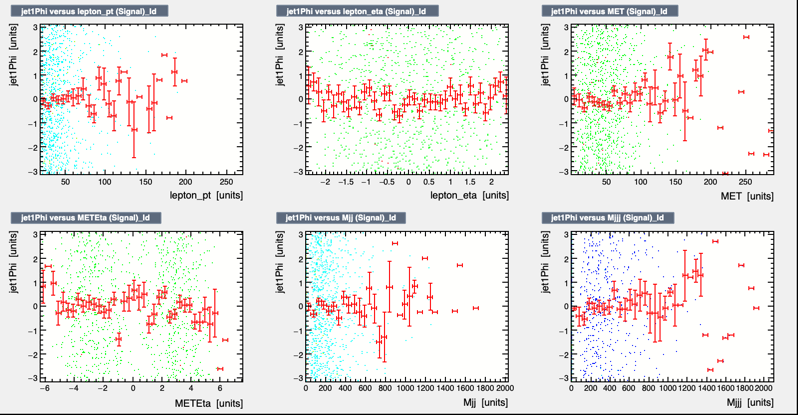 jet1Phi versus lepton_pt (Signal)_Id
jet1Phi [units]
3
2
1
0
−1
−2
−3
50 100 150 200 250
lepton_pt [units]
jet1Phi versus lepton_eta (Signal)_Id
jet1Phi [units]
3
2
1
0
−1
−2
−3
−2 −1.5 −1 −0.5 0 0.5 1 1.5 2
lepton_eta [units]
jet1Phi versus MET (Signal)_Id
jet1Phi [units]
3
2
1
0
−1
−2
−3
50 100 150 200 250
MET [units]
jet1Phi versus METEta (Signal)_Id
jet1Phi [units]
3
2
1
0
−1
−2
−3
−6 −4 −2 0 2 4 6
METEta [units]
jet1Phi versus Mjj (Signal)_Id
jet1Phi [units]
3
2
1
0
−1
−2
−3
0 200 400 600 800 1000 1200 1400 1600 1800 2000
Mjj [units]
jet1Phi versus Mjjj (Signal)_Id
jet1Phi [units]
3
2
1
0
−1
−2
−3
0 200 400 600 800 1000 1200 1400 1600 1800 2000
Mjjj [units]